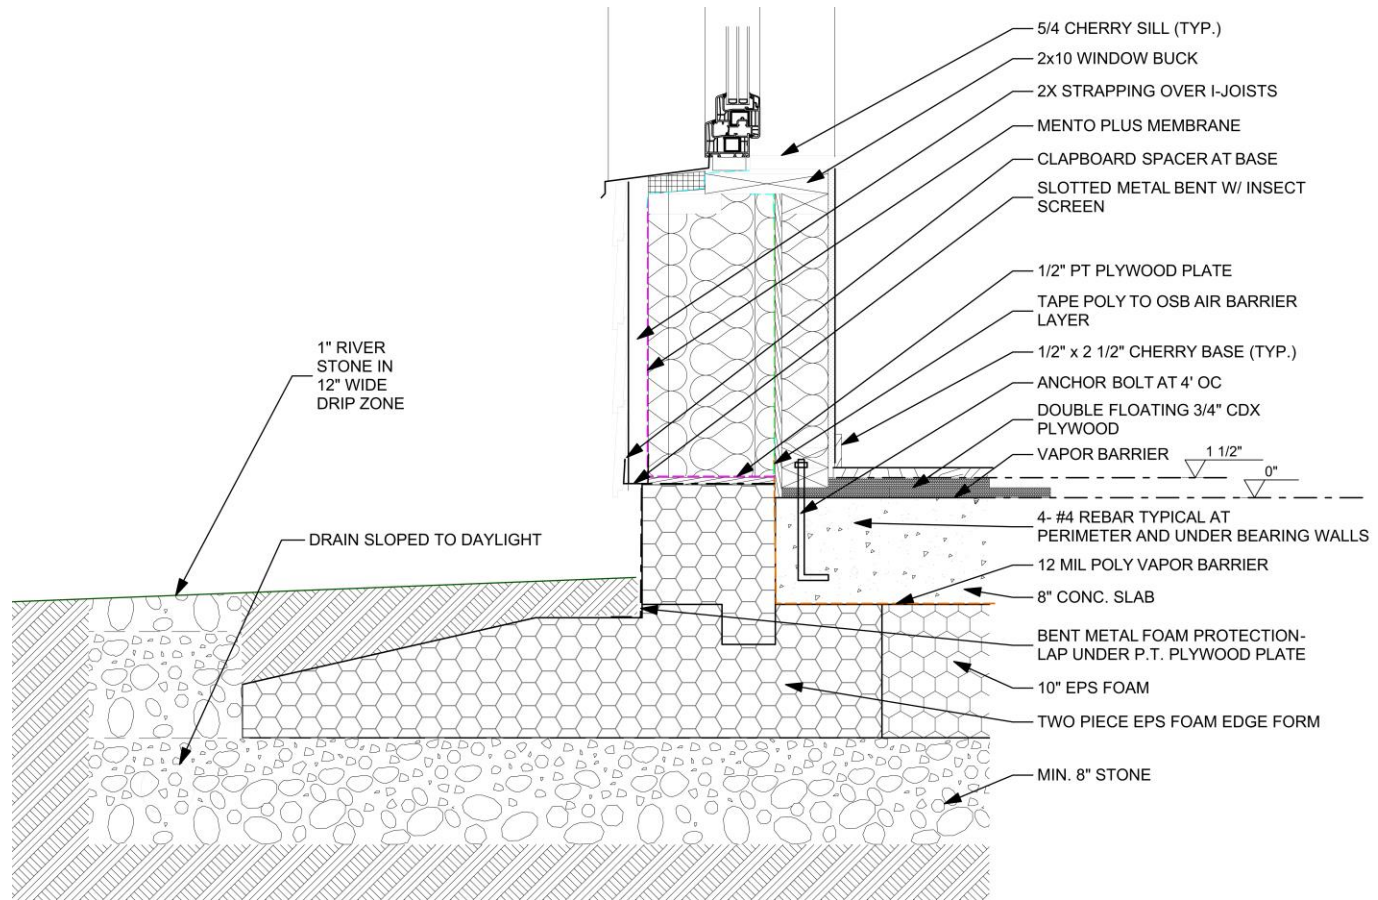 5/4 CHERRY SILL (TYP.)
2x10 WINDOW BUCK
2X STRAPPING OVER I-JOISTS
MENTO PLUS MEMBRANE
CLAPBOARD SPACER AT BASE
SLOTTED METAL BENT W/ INSECT
SCREEN
1/2" PT PLYWOOD PLATE
TAPE POLY TO OSB AIR BARRIER
LAYER
1/2" x 2 1/2" CHERRY BASE (TYP.)
ANCHOR BOLT AT 4' OC
DOUBLE FLOATING 3/4" CDX
PLYWOOD
VAPOR BARRIER
1 1/2"
0"
4- #4 REBAR TYPICAL AT
PERIMETER AND UNDER BEARING WALLS
12 MIL POLY VAPOR BARRIER
8" CONC. SLAB
BENT METAL FOAM PROTECTION-
LAP UNDER P.T. PLYWOOD PLATE
10" EPS FOAM
TWO PIECE EPS FOAM EDGE FORM
MIN. 8" STONE
1" RIVER
STONE IN
12" WIDE
DRIP ZONE
DRAIN SLOPED TO DAYLIGHT